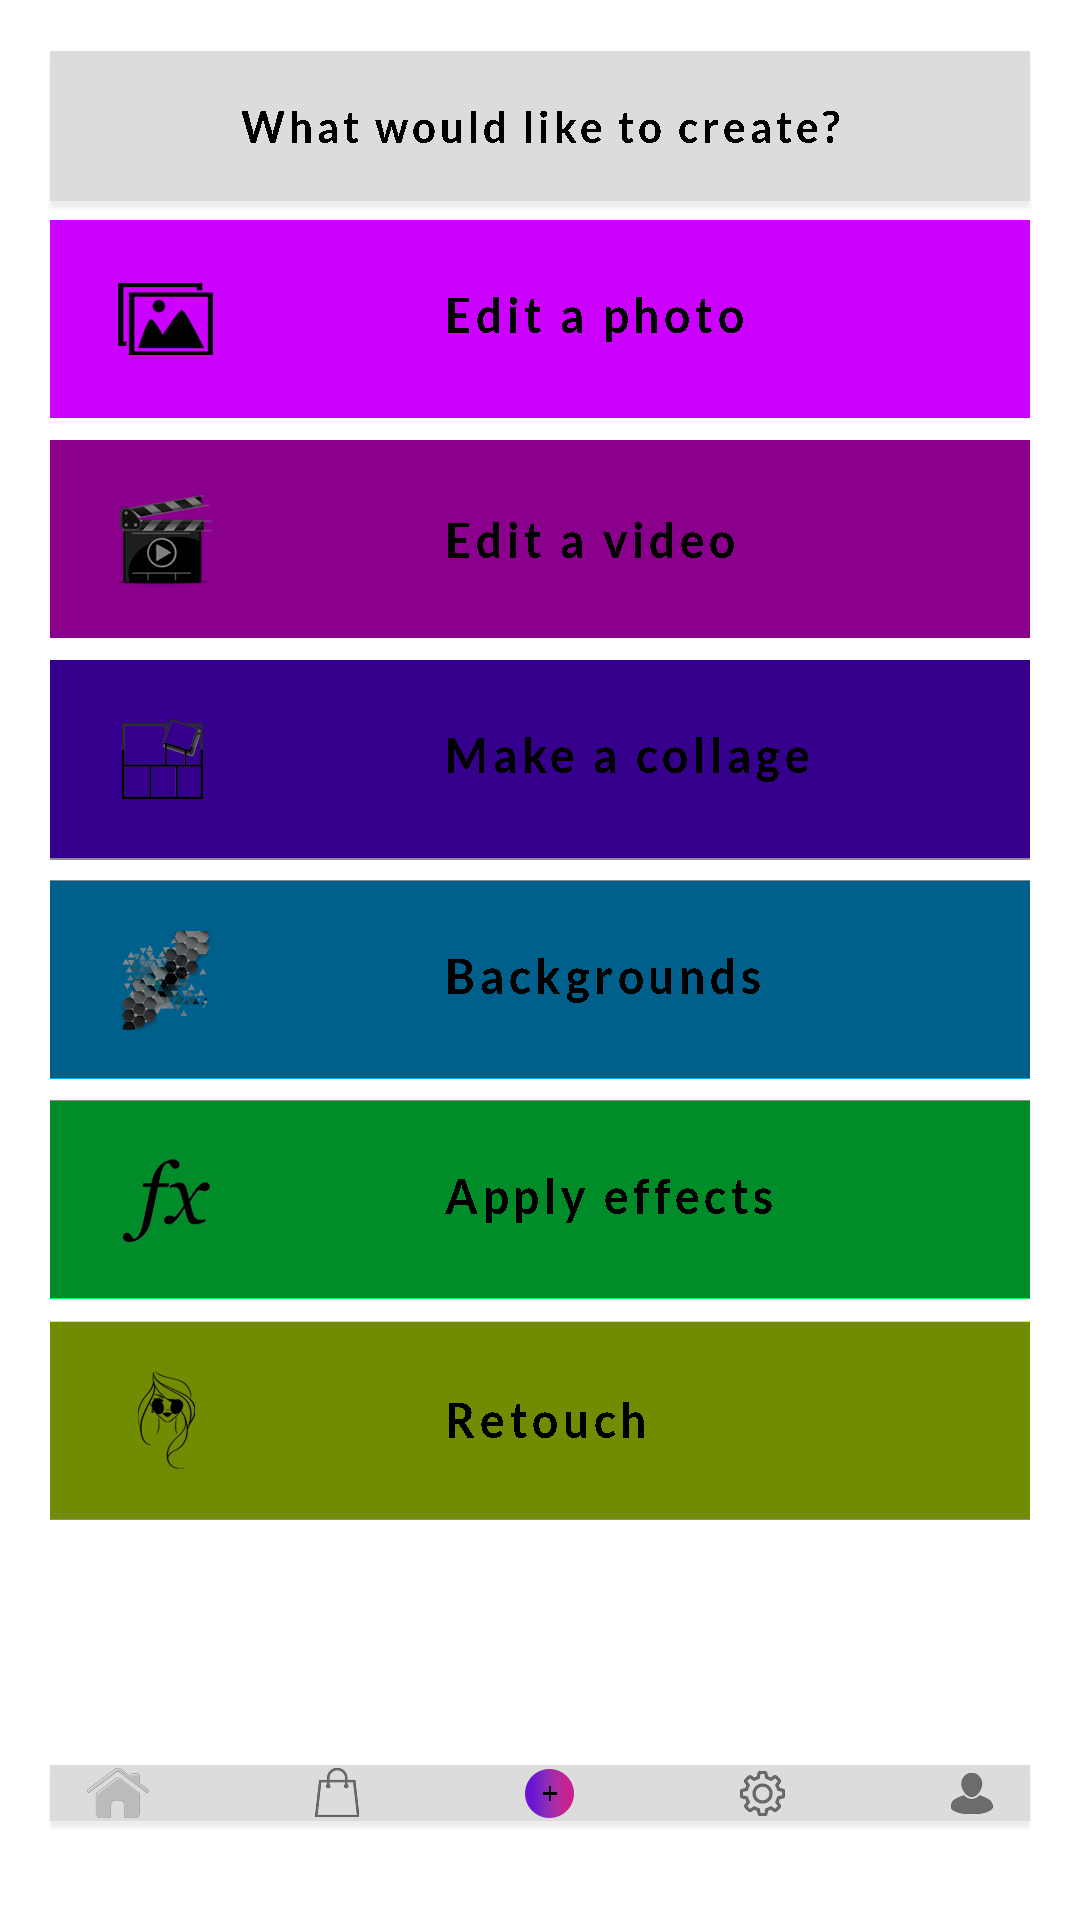 What would like to create?
Edit a photo
Edit a video
Make a collage
Backgrounds
fx
Apply effects
Retouch
+